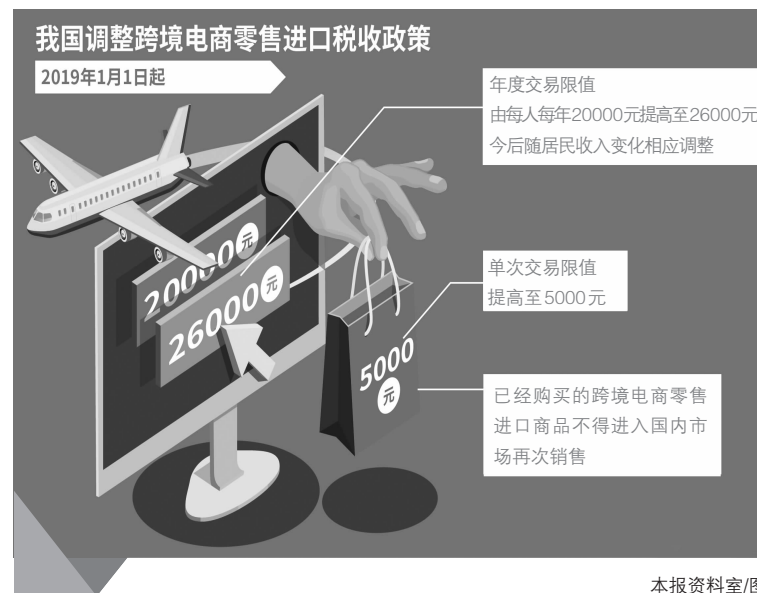 我国调整跨境电商零售进口税收政策
2019年1月1日起
年度交易限值
由每人每年20000元提高至26000元
今后随居民收入变化相应调整
20000元
26000元
单次交易限值
提高至5000元
5000
元
已经购买的跨境电商零售
进口商品不得进入国内市
场再次销售
本报资料室/图